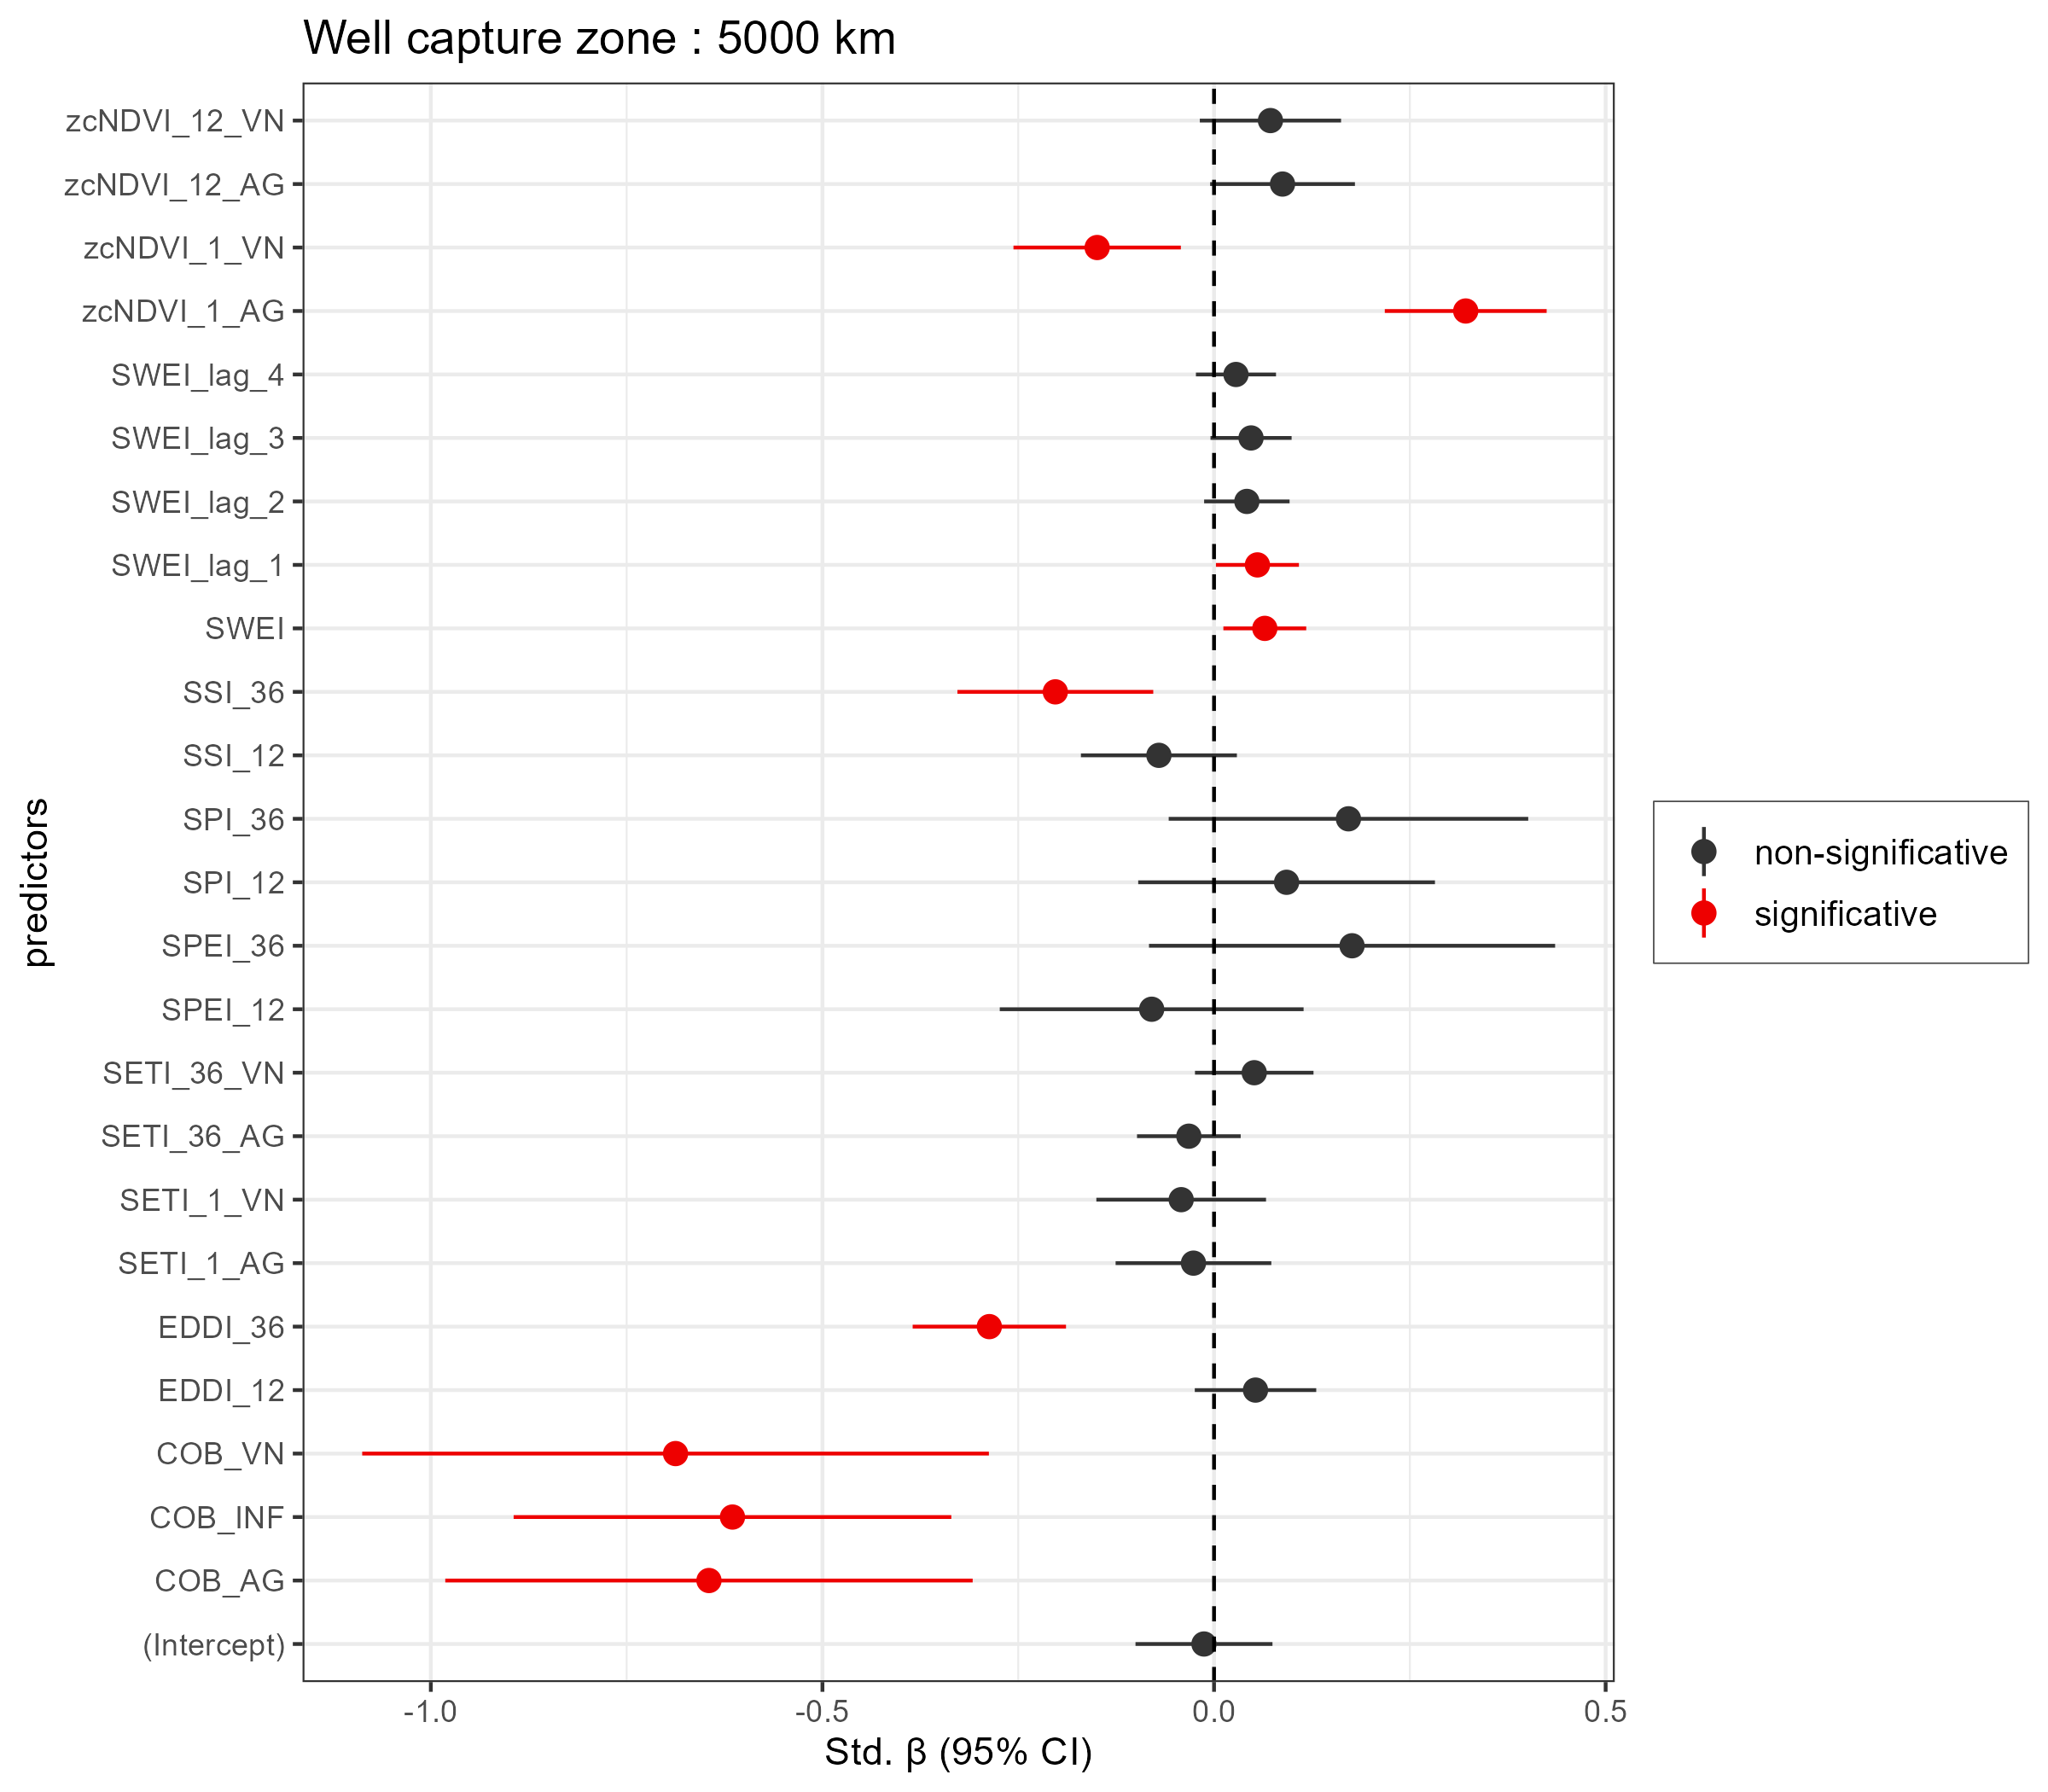 Well capture zone : 5000 km
predictors
zcNDVI_12_VN
zcNDVI_12_AG
zcNDVI_1_VN
zcNDVI_1_AG
SWEI_lag_4
SWEI_lag_3
SWEI_lag_2
SWEI_lag_1
SWEI
SSI_36
SSI_12
SPI_36
SPI_12
SPEI_36
SPEI_12
SETI_36_VN
SETI_36_AG
SETI_1_VN
SETI_1_AG
EDDI_36
EDDI_12
COB_VN
COB_INF
COB_AG
(Intercept)
-1.0 -0.5 0.0 0.5
Std. β (95% CI)
non-significative
significative